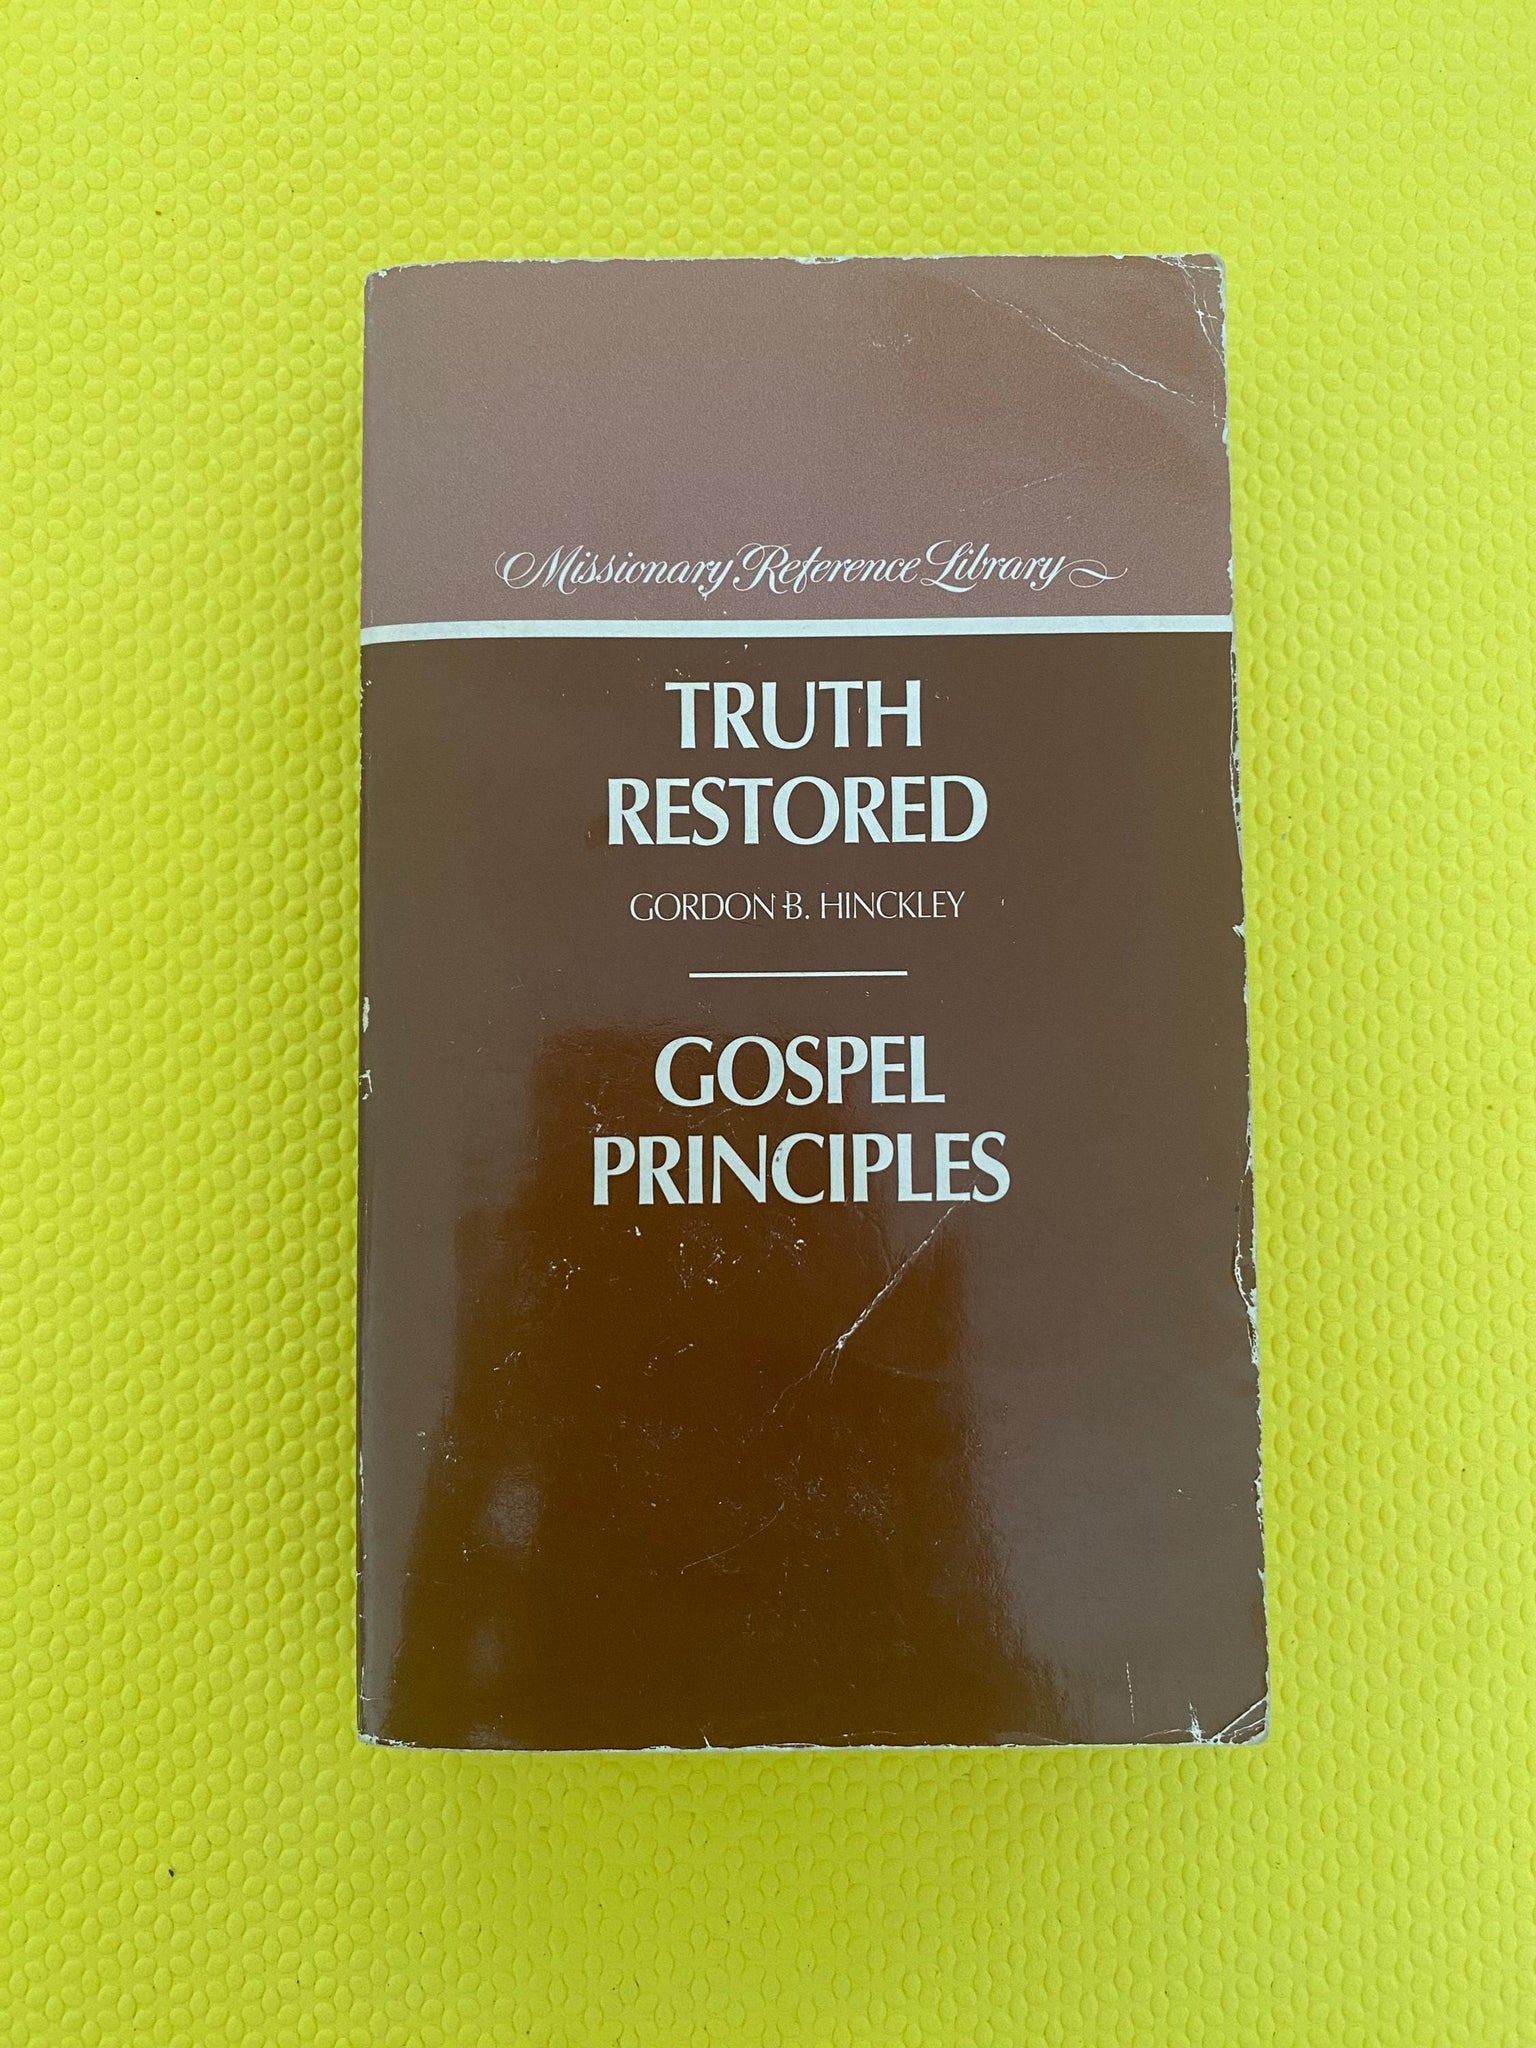 Missionary Reference Library
TRUTH
RESTORED
GORDON B. HINCKLEY
GOSPEL
PRINCIPLES